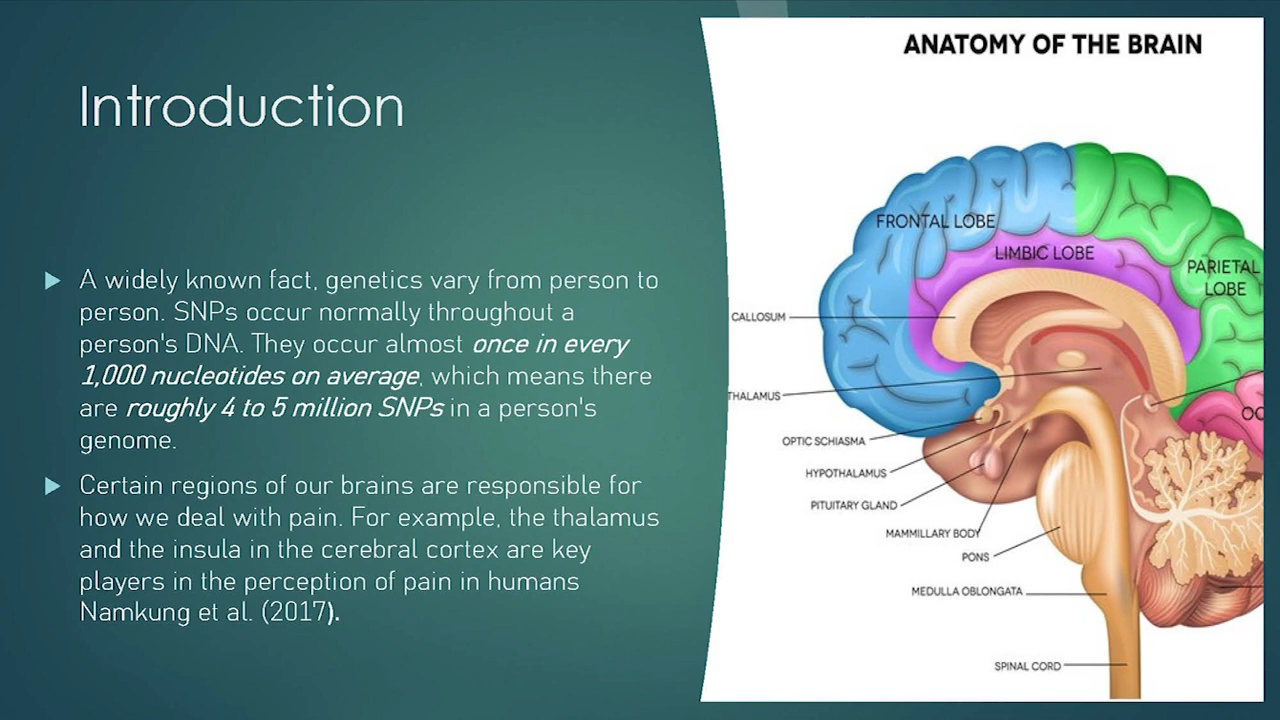 Introduction
A widely known fact, genetics vary from person to
person. SNPs occur normally throughout a
person's DNA. They occur almost once in every
1,000 nucleotides on average, which means there
are roughly 4 to 5 million SNPs in a person's
genome.
Certain regions of our brains are responsible for
how we deal with pain. For example, the thalamus
and the insula in the cerebral cortex are key
players in the perception of pain in humans
Namkung et al. (2017).
ANATOMY OF THE BRAIN
FRONTAL LOBE
LIMBIC LOBE
PARIETAL
LOBE
CALLOSUM
THALAMUS
OC
OPTIC SCHIASMA
HYPOTHALAMUS
PITUITARY GLAND
MAMMILLARY BODY
PONS
MEDULLA OBLONGATA
SPINAL CORD